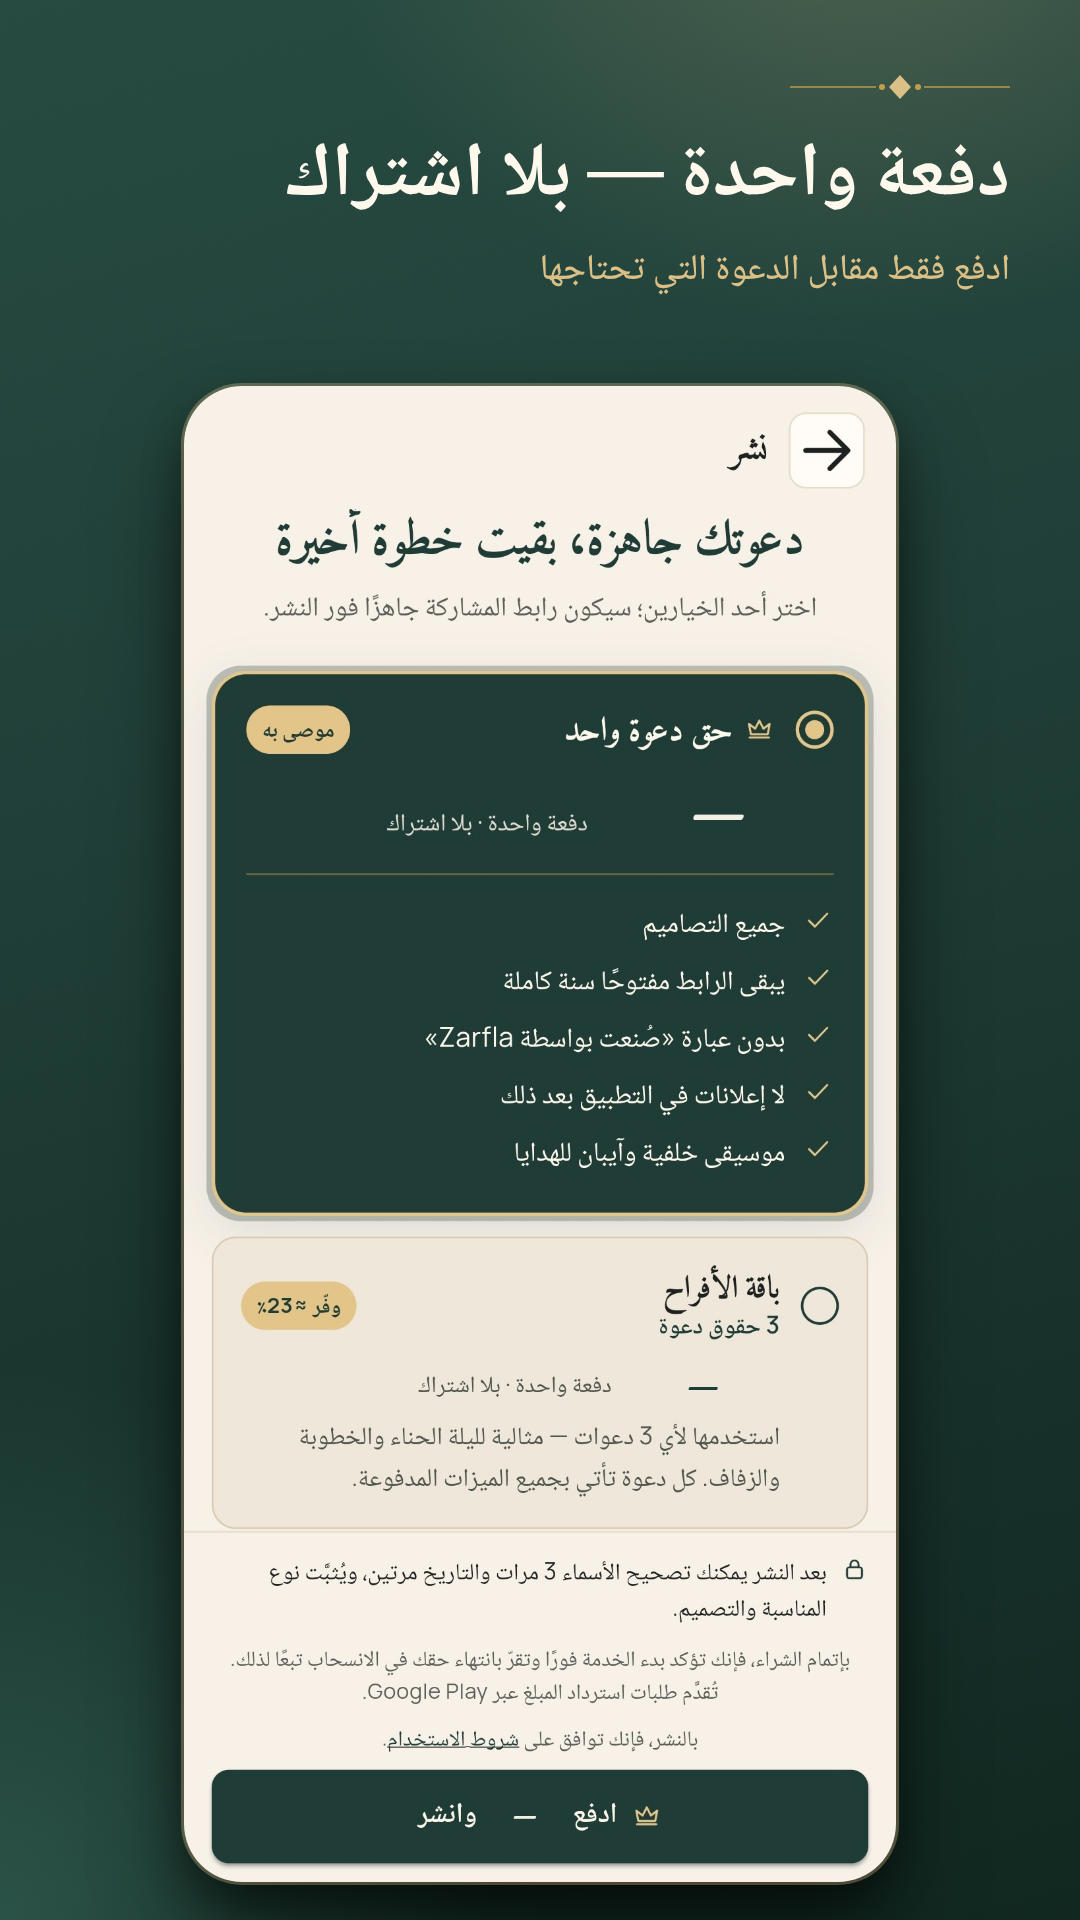 دفعة واحدة — بلا اشتراك
ادفع فقط مقابل الدعوة التي تحتاجها
نشر
دعوتك جاهزة، بقيت خطوة أخيرة
اختر أحد الخيارين؛ سيكون رابط المشاركة جاهزًا فور النشر.
حق دعوة واحد
موصى به
— دفعة واحدة · بلا اشتراك
جميع التصاميم
يبقى الرابط مفتوحًا سنة كاملة
بدون عبارة «صُنعت بواسطة Zarfla»
لا إعلانات في التطبيق بعد ذلك
موسيقى خلفية وآيبان للهدايا
باقة الأفراح
3 حقوق دعوة
وفّر ≈23٪
— دفعة واحدة · بلا اشتراك
استخدمها لأي 3 دعوات — مثالية لليلة الحناء والخطوبة
والزفاف. كل دعوة تأتي بجميع الميزات المدفوعة.
بعد النشر يمكنك تصحيح الأسماء 3 مرات والتاريخ مرتين، ويُثبَّت نوع
المناسبة والتصميم.
بإتمام الشراء، فإنك تؤكد بدء الخدمة فورًا وتقرّ بانتهاء حقك في الانسحاب تبعًا لذلك.
تُقدَّم طلبات استرداد المبلغ عبر Google Play.
بالنشر، فإنك توافق على شروط الاستخدام.
ادفع — وانشر